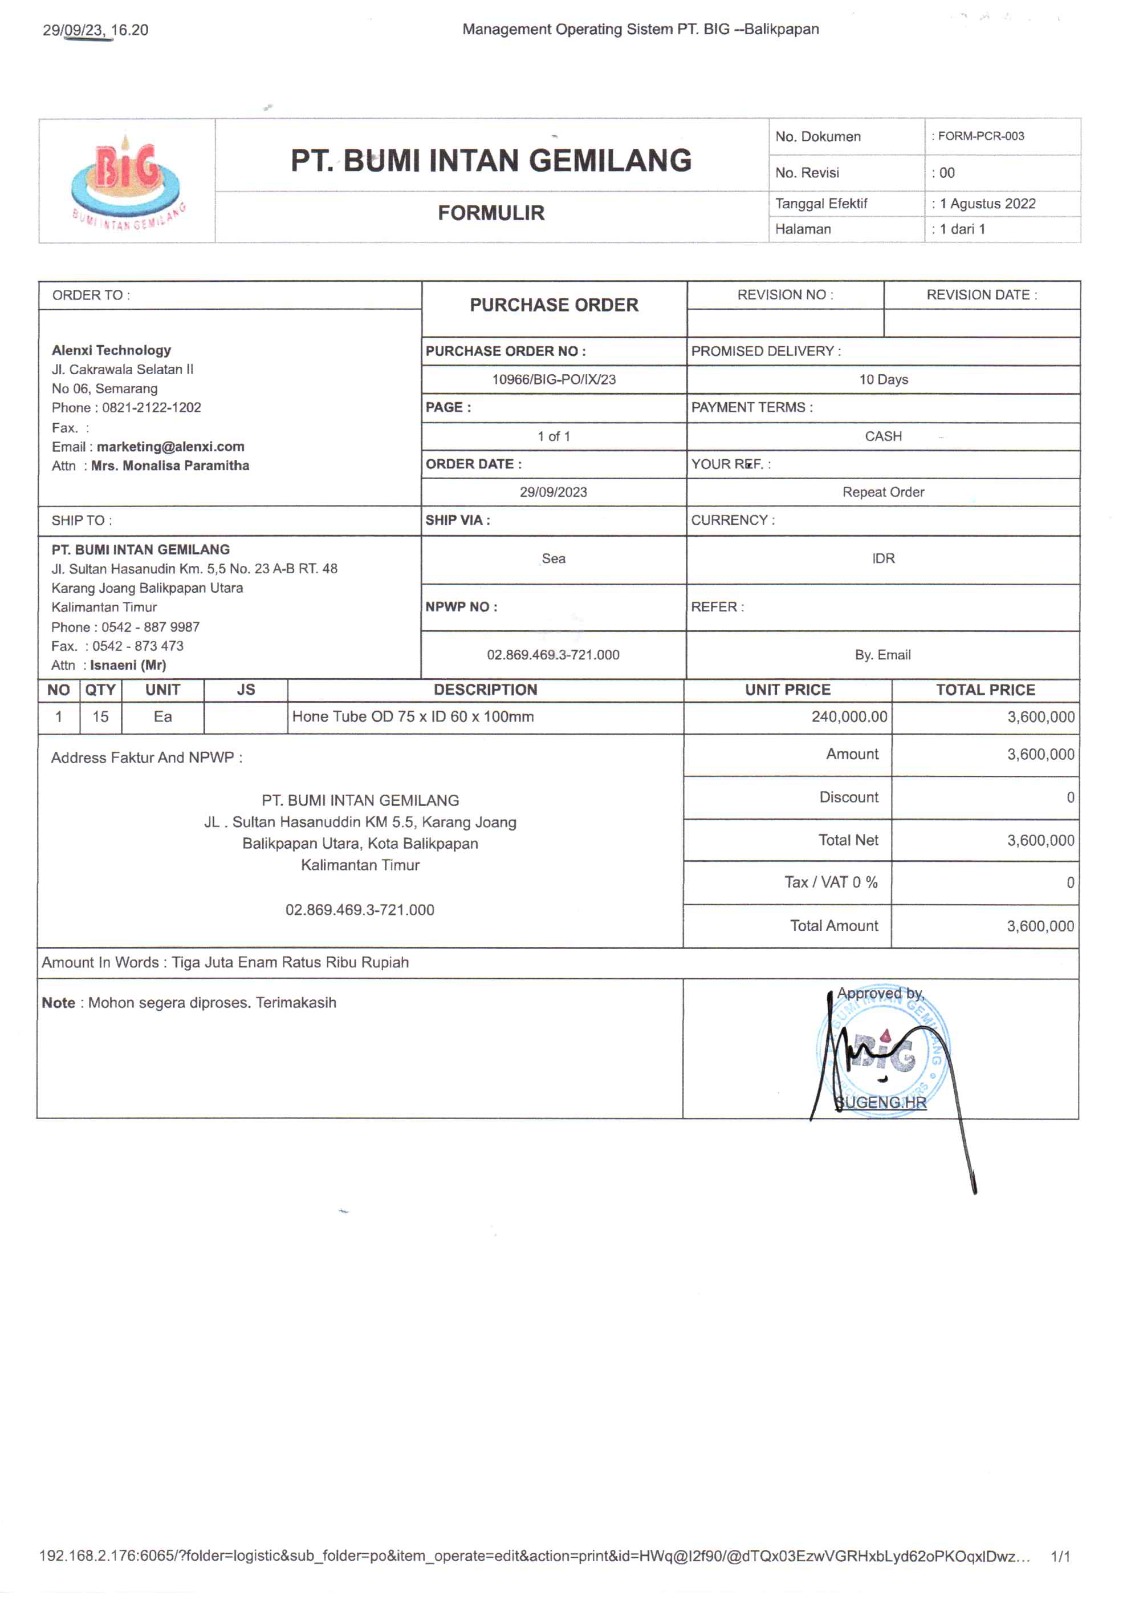 29/09/23, 16.20
Management Operating Sistem PT. BIG --Balikpapan
BiG
BUMI INTAN GEMILANG
PT. BUMI INTAN GEMILANG
FORMULIR
No. Dokumen : FORM-PCR-003
No. Revisi : 00
Tanggal Efektif : 1 Agustus 2022
Halaman : 1 dari 1
ORDER TO :
Alenxi Technology
Jl. Cakrawala Selatan II
No 06, Semarang
Phone : 0821-2122-1202
Fax. :
Email : marketing@alenxi.com
Attn : Mrs. Monalisa Paramitha
PURCHASE ORDER
REVISION NO :
REVISION DATE :
PURCHASE ORDER NO :
10966/BIG-PO/IX/23
PROMISED DELIVERY :
10 Days
PAGE :
1 of 1
PAYMENT TERMS :
CASH
ORDER DATE :
29/09/2023
YOUR REF. :
Repeat Order
SHIP TO :
PT. BUMI INTAN GEMILANG
Jl. Sultan Hasanudin Km. 5,5 No. 23 A-B RT. 48
Karang Joang Balikpapan Utara
Kalimantan Timur
Phone : 0542 - 887 9987
Fax. : 0542 - 873 473
Attn : Isnaeni (Mr)
SHIP VIA :
Sea
CURRENCY :
IDR
NPWP NO :
02.869.469.3-721.000
REFER :
By. Email
NO QTY UNIT JS DESCRIPTION UNIT PRICE TOTAL PRICE
1 15 Ea Hone Tube OD 75 x ID 60 x 100mm 240,000.00 3,600,000
Address Faktur And NPWP :
PT. BUMI INTAN GEMILANG
JL . Sultan Hasanuddin KM 5.5, Karang Joang
Balikpapan Utara, Kota Balikpapan
Kalimantan Timur
02.869.469.3-721.000
Amount 3,600,000
Discount 0
Total Net 3,600,000
Tax / VAT 0 % 0
Total Amount 3,600,000
Amount In Words : Tiga Juta Enam Ratus Ribu Rupiah
Note : Mohon segera diproses. Terimakasih
Approved by,
BUMI INTAN GEMILANG
BiG
SUGENG.HR
192.168.2.176:6065/?folder=logistic&sub_folder=po&item_operate=edit&action=print&id=HWq@I2f90/@dTQx03EzwVGRHxbLyd62oPKOqxlDwz... 1/1